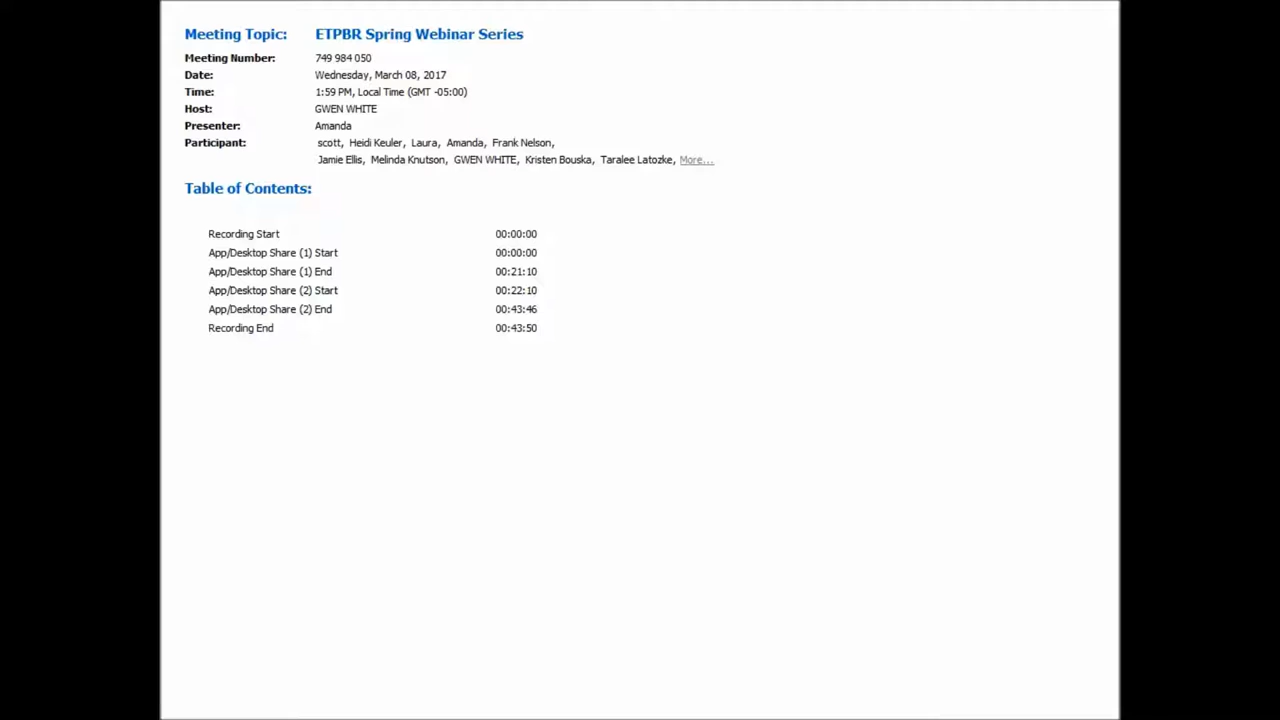 Meeting Topic: ETPBR Spring Webinar Series
Meeting Number: 749 984 050
Date: Wednesday, March 08, 2017
Time: 1:59 PM, Local Time (GMT -05:00)
Host: GWEN WHITE
Presenter: Amanda
Participant: scott, Heidi Keuler, Laura, Amanda, Frank Nelson,
Jamie Ellis, Melinda Knutson, GWEN WHITE, Kristen Bouska, Taralee Latozke, More...
Table of Contents:
Recording Start 00:00:00
App/Desktop Share (1) Start 00:00:00
App/Desktop Share (1) End 00:21:10
App/Desktop Share (2) Start 00:22:10
App/Desktop Share (2) End 00:43:46
Recording End 00:43:50